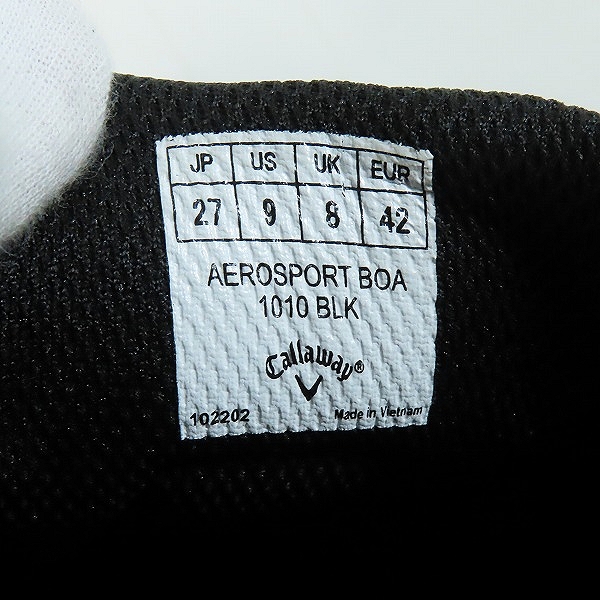 JP US UK EUR
27 9 8 42
AEROSPORT BOA
1010 BLK
Callaway®
102202 Made in Vietnam